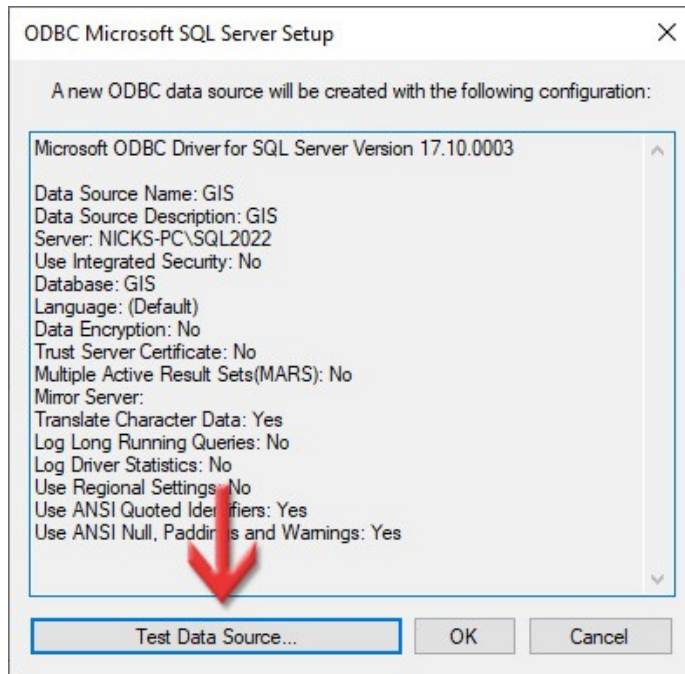 ODBC Microsoft SQL Server Setup
A new ODBC data source will be created with the following configuration:
Microsoft ODBC Driver for SQL Server Version 17.10.0003
Data Source Name: GIS
Data Source Description: GIS
Server: NICKS-PC\SQL2022
Use Integrated Security: No
Database: GIS
Language: (Default)
Data Encryption: No
Trust Server Certificate: No
Multiple Active Result Sets(MARS): No
Mirror Server:
Translate Character Data: Yes
Log Long Running Queries: No
Log Driver Statistics: No
Use Regional Settings: No
Use ANSI Quoted Identifiers: Yes
Use ANSI Null, Paddings and Warnings: Yes
Test Data Source...
OK
Cancel